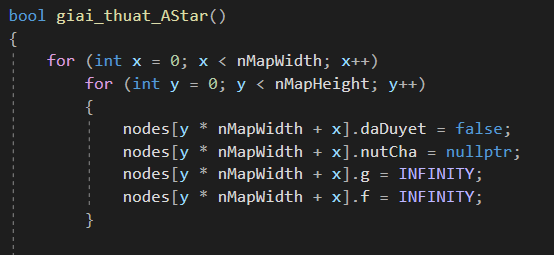 bool giai_thuat_AStar()
{
    for (int x = 0; x < nMapWidth; x++)
        for (int y = 0; y < nMapHeight; y++)
        {
            nodes[y * nMapWidth + x].daDuyet = false;
            nodes[y * nMapWidth + x].nutCha = nullptr;
            nodes[y * nMapWidth + x].g = INFINITY;
            nodes[y * nMapWidth + x].f = INFINITY;
        }